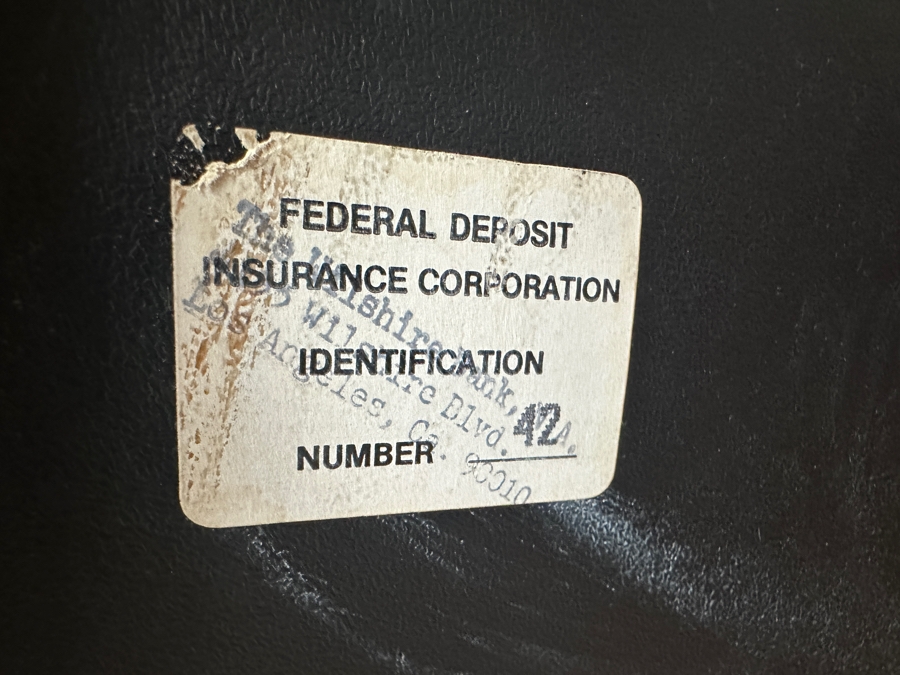 FEDERAL DEPOSIT
INSURANCE CORPORATION
IDENTIFICATION
NUMBER 42
The Wilshire Bank,
Wilshire Blvd.
Los Angeles, Ca. 90010